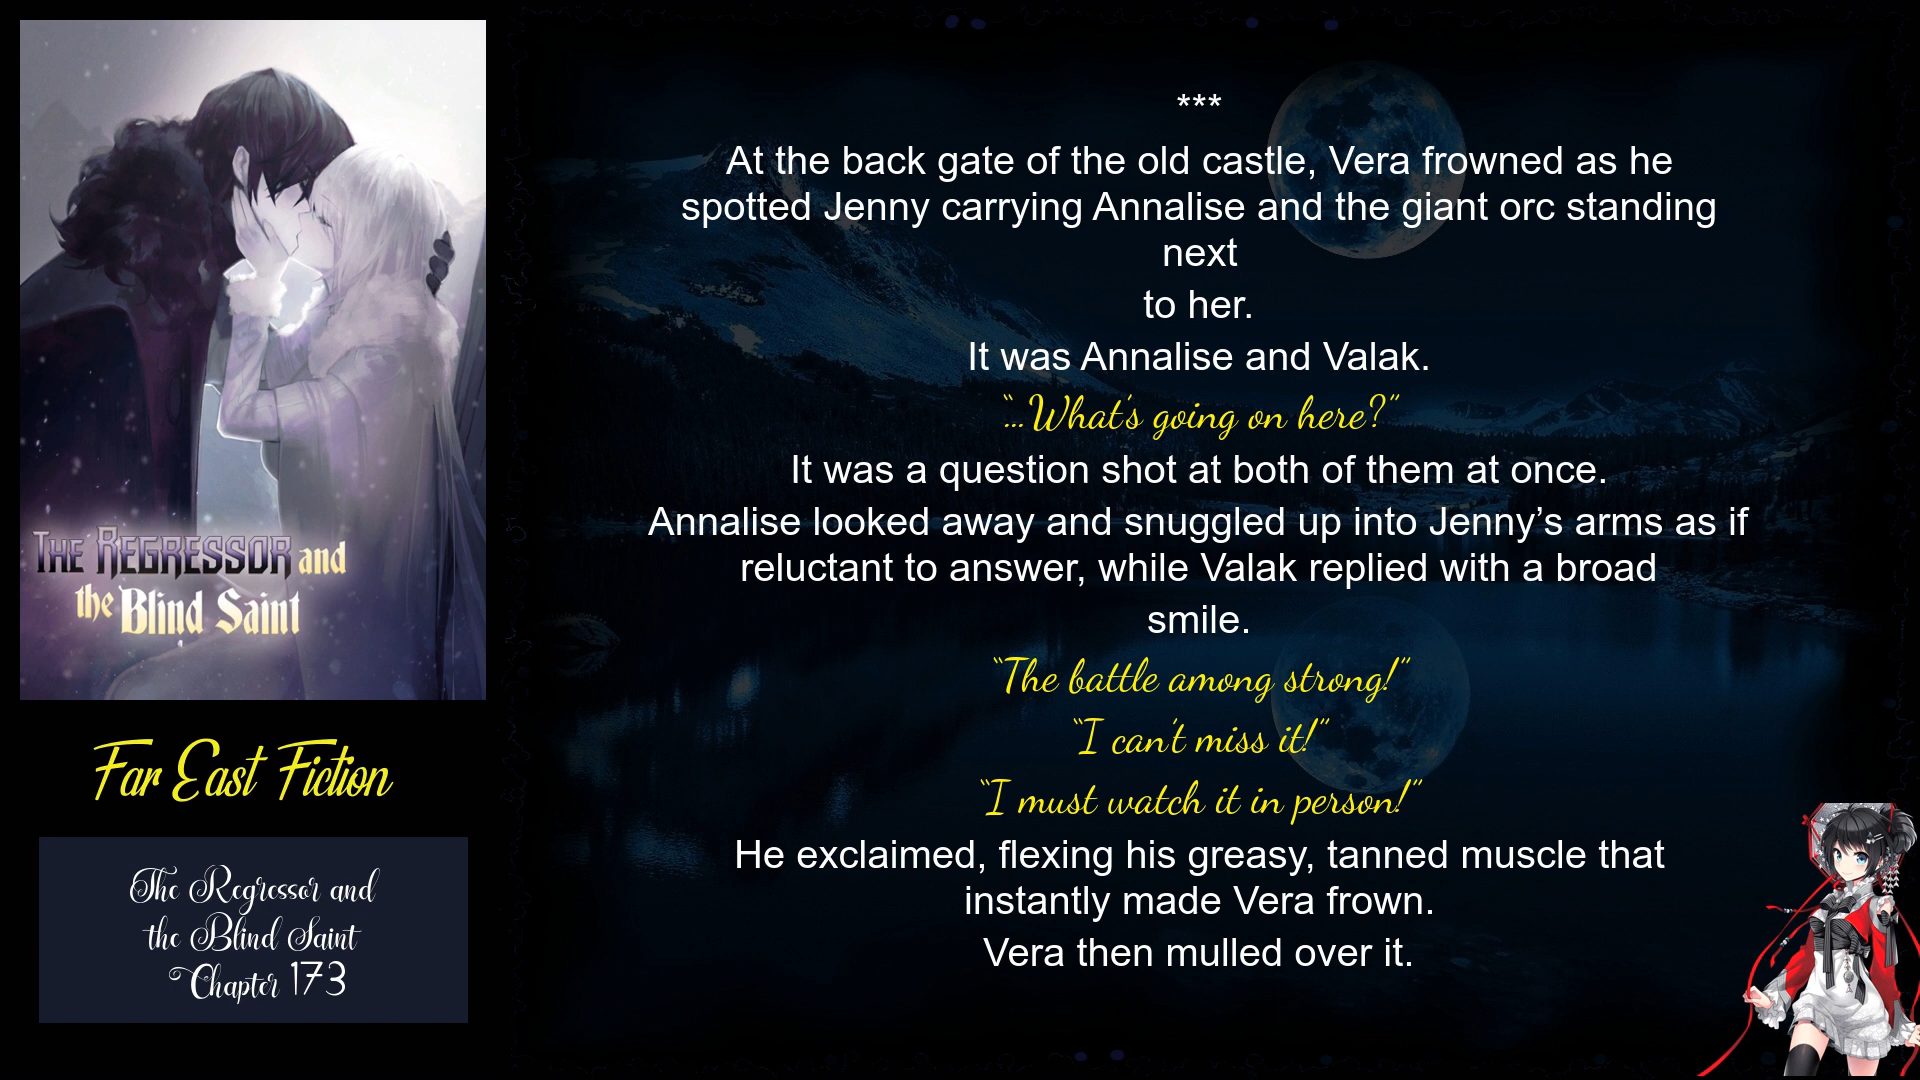 The Regressor and
the Blind Saint
Far East Fiction
The Regressor and
the Blind Saint
Chapter 173
***
At the back gate of the old castle, Vera frowned as he
spotted Jenny carrying Annalise and the giant orc standing
next
to her.
It was Annalise and Valak.
“…What’s going on here?”
It was a question shot at both of them at once.
Annalise looked away and snuggled up into Jenny’s arms as if
reluctant to answer, while Valak replied with a broad
smile.
“The battle among strong!”
“I can’t miss it!”
“I must watch it in person!”
He exclaimed, flexing his greasy, tanned muscle that
instantly made Vera frown.
Vera then mulled over it.